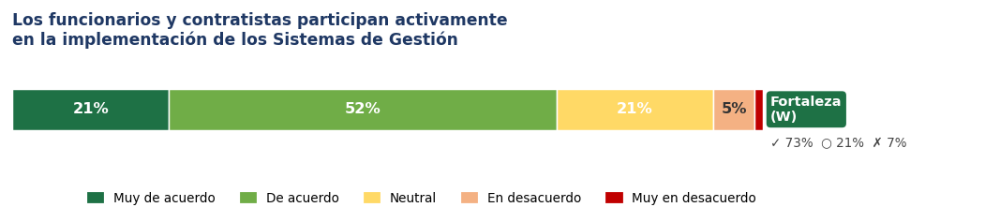 Los funcionarios y contratistas participan activamente
en la implementación de los Sistemas de Gestión
21%
52%
21%
5%
Fortaleza
(W)
✓ 73% ○ 21% ✗ 7%
Muy de acuerdo
De acuerdo
Neutral
En desacuerdo
Muy en desacuerdo